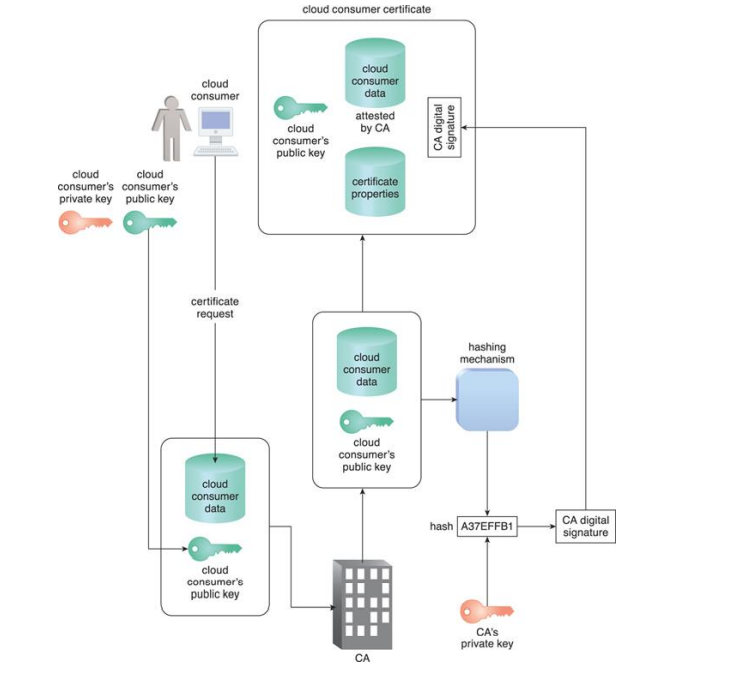 cloud consumer certificate
cloud
consumer
cloud
consumer
data
attested
by CA
cloud
consumer's
public key
CA digital
signature
certificate
properties
cloud
consumer's
private key
cloud
consumer's
public key
certificate
request
cloud
consumer
data
cloud
consumer's
public key
hashing
mechanism
cloud
consumer
data
cloud
consumer's
public key
hash
A37EFFB1
CA digital
signature
CA's
private key
CA